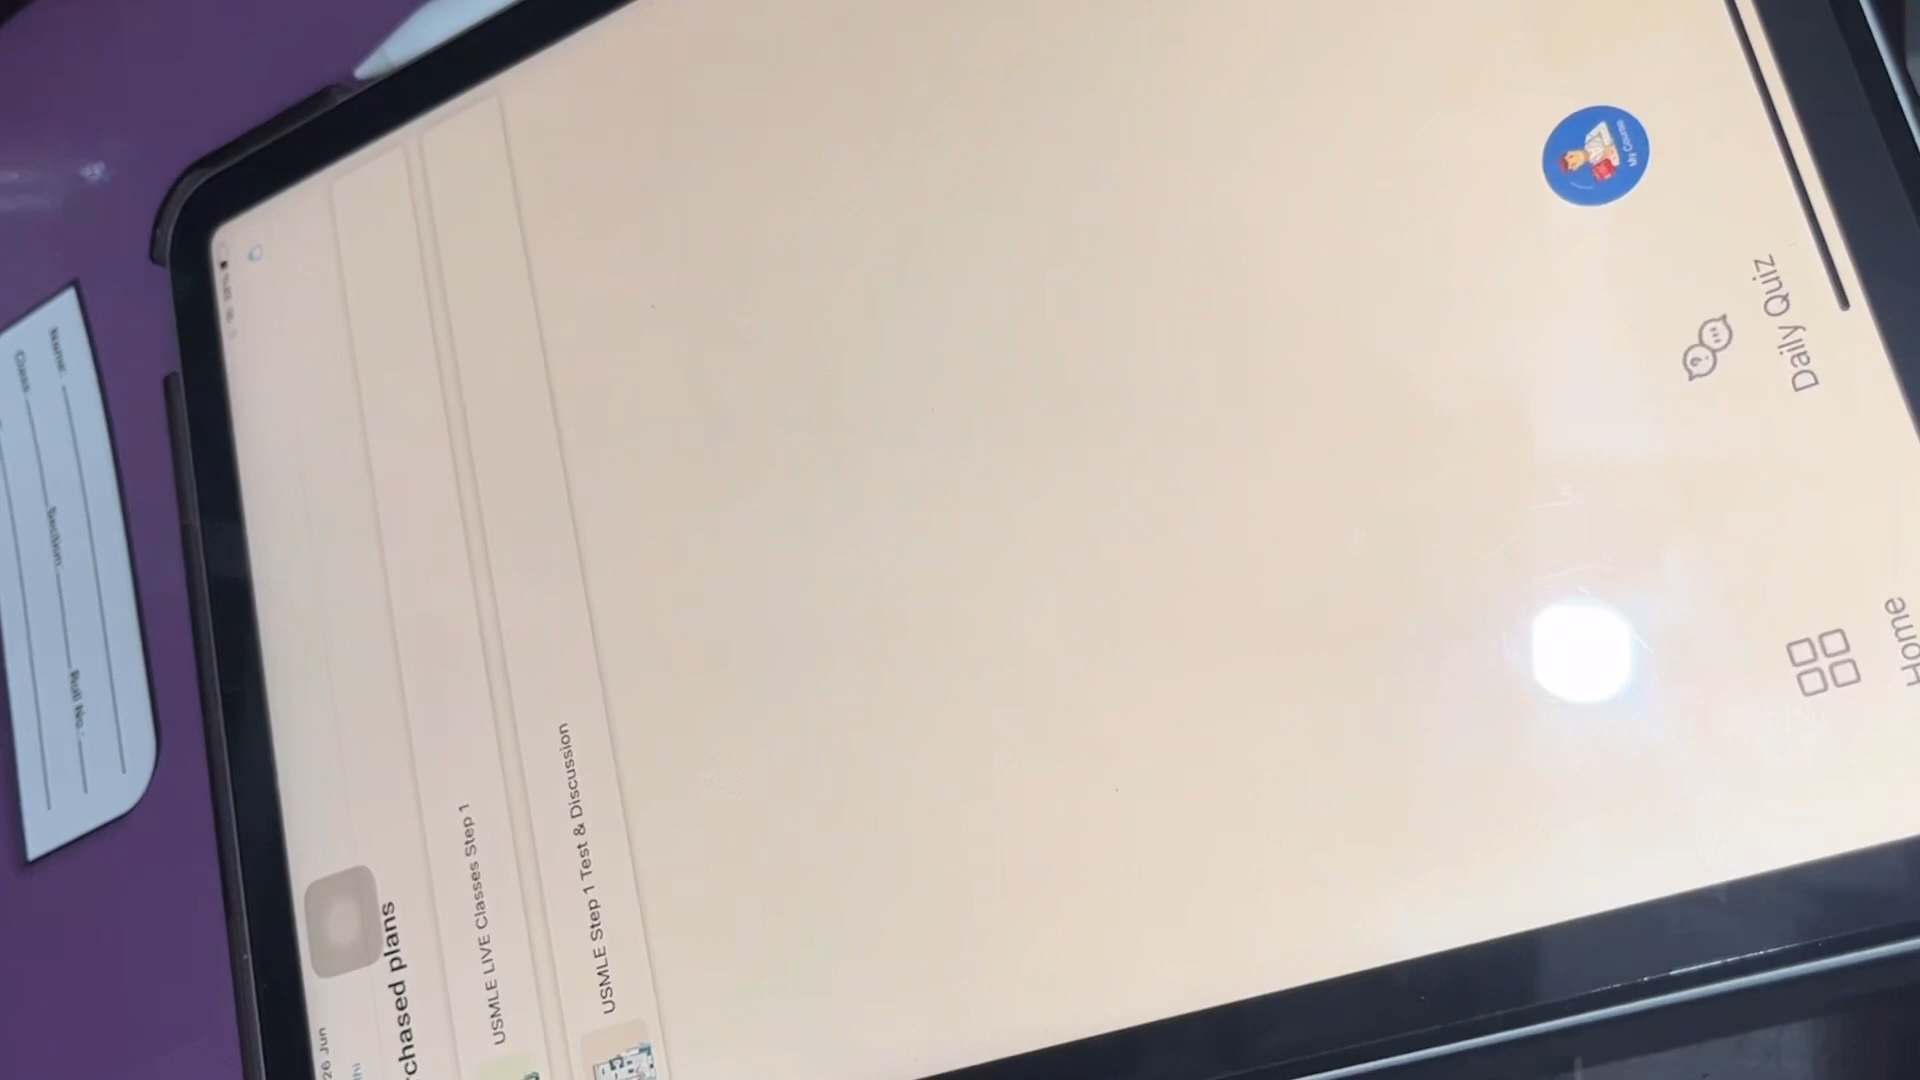 26 Jun
chased plans
USMLE LIVE Classes Step 1
USMLE Step 1 Test & Discussion
My Course
Daily Quiz
Home
Name:
Class
Section
Roll No.